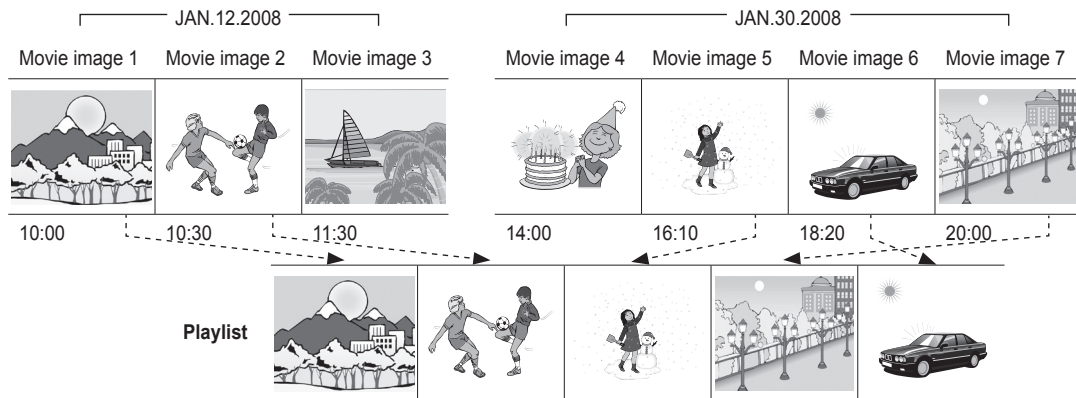 JAN.12.2008 JAN.30.2008
Movie image 1 Movie image 2 Movie image 3 Movie image 4 Movie image 5 Movie image 6 Movie image 7
10:00 10:30 11:30 14:00 16:10 18:20 20:00
Playlist